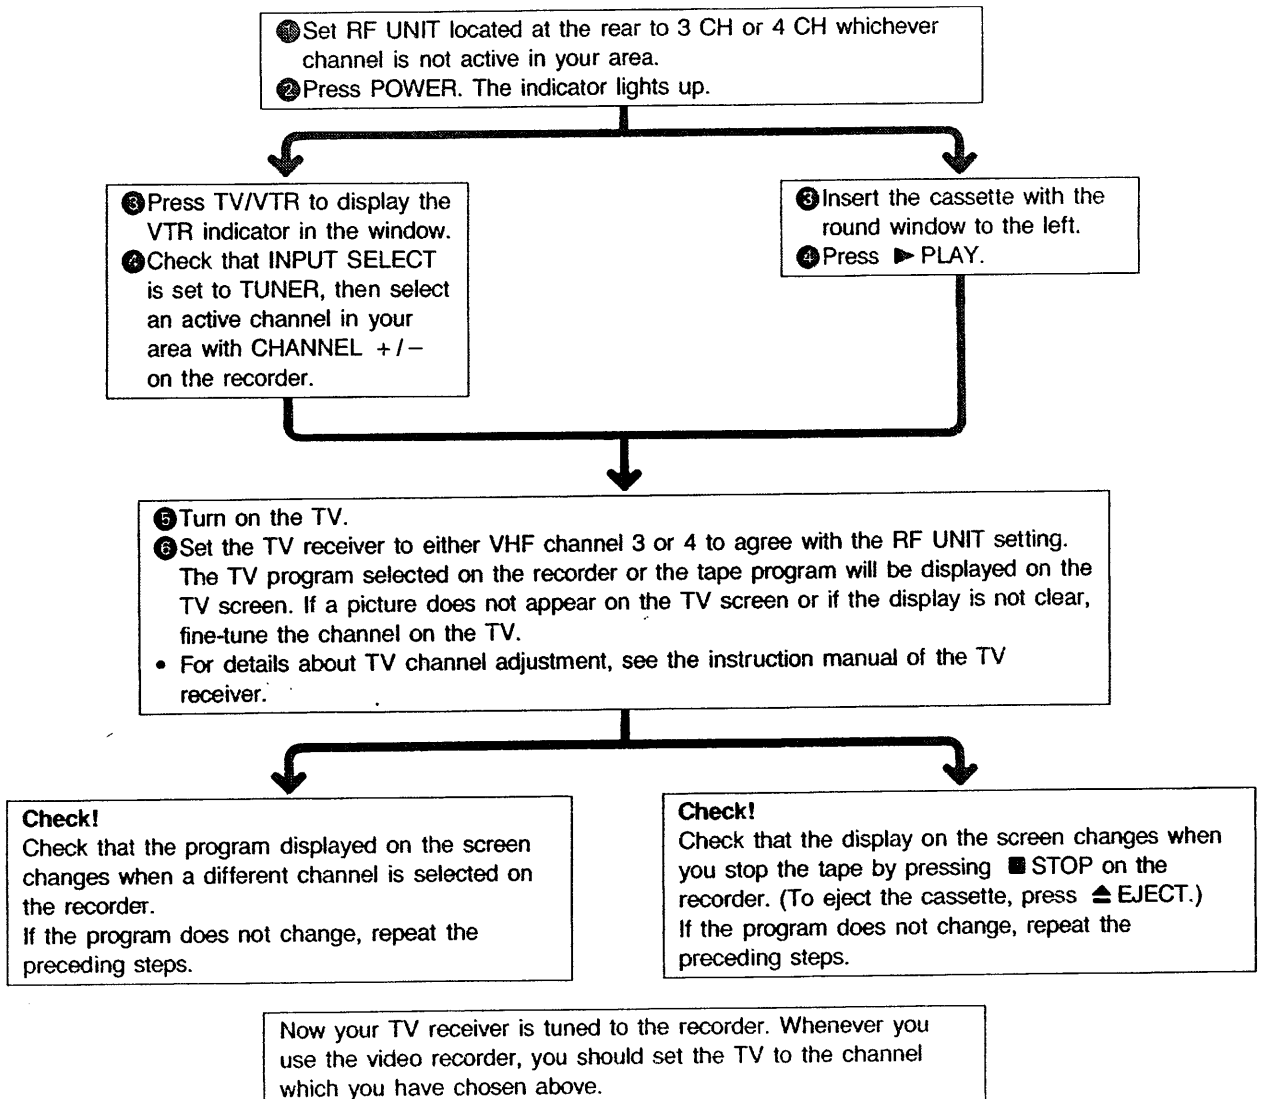 ❶Set RF UNIT located at the rear to 3 CH or 4 CH whichever
channel is not active in your area.
❷Press POWER. The indicator lights up.
❸Press TV/VTR to display the
VTR indicator in the window.
❹Check that INPUT SELECT
is set to TUNER, then select
an active channel in your
area with CHANNEL +/−
on the recorder.
❸Insert the cassette with the
round window to the left.
❹Press ▶ PLAY.
❺Turn on the TV.
❻Set the TV receiver to either VHF channel 3 or 4 to agree with the RF UNIT setting.
The TV program selected on the recorder or the tape program will be displayed on the
TV screen. If a picture does not appear on the TV screen or if the display is not clear,
fine-tune the channel on the TV.
• For details about TV channel adjustment, see the instruction manual of the TV
receiver.
Check!
Check that the program displayed on the screen
changes when a different channel is selected on
the recorder.
If the program does not change, repeat the
preceding steps.
Check!
Check that the display on the screen changes when
you stop the tape by pressing ■ STOP on the
recorder. (To eject the cassette, press ⏏ EJECT.)
If the program does not change, repeat the
preceding steps.
Now your TV receiver is tuned to the recorder. Whenever you
use the video recorder, you should set the TV to the channel
which you have chosen above.